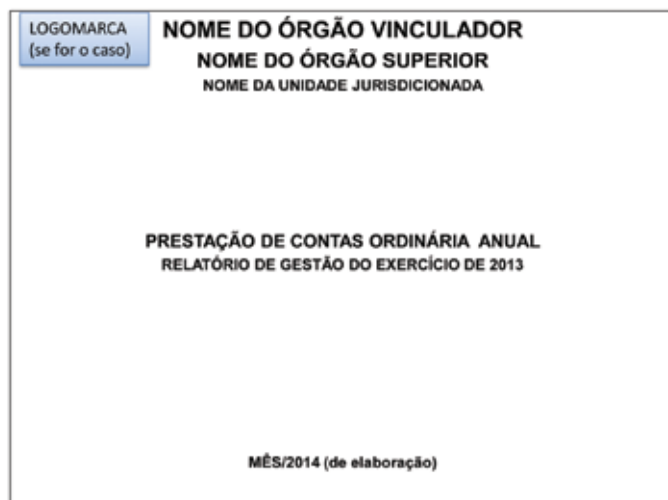 LOGOMARCA
(se for o caso)
NOME DO ÓRGÃO VINCULADOR
NOME DO ÓRGÃO SUPERIOR
NOME DA UNIDADE JURISDICIONADA
PRESTAÇÃO DE CONTAS ORDINÁRIA ANUAL
RELATÓRIO DE GESTÃO DO EXERCÍCIO DE 2013
MÊS/2014 (de elaboração)